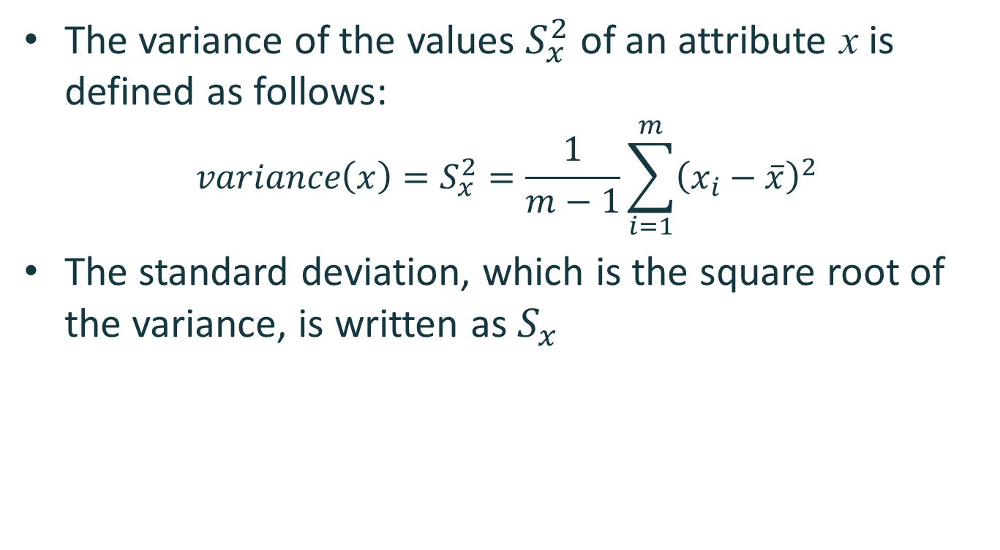 • The variance of the values $S_x^2$ of an attribute $x$ is
defined as follows:
$variance(x) = S_x^2 = \frac{1}{m-1} \sum_{i=1}^{m} (x_i - \bar{x})^2$
• The standard deviation, which is the square root of
the variance, is written as $S_x$